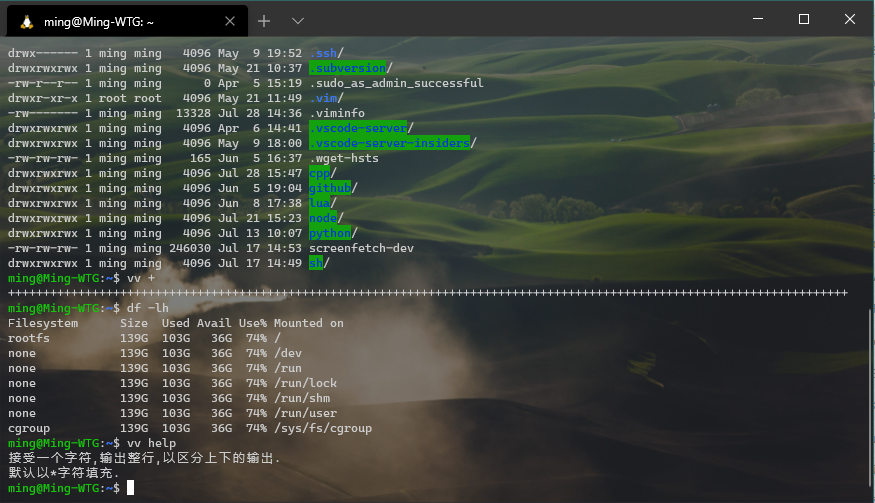 ming@Ming-WTG: ~
drwx------ 1 ming ming   4096 May  9 19:52 .ssh/
drwxrwxrwx 1 ming ming   4096 May 21 10:37 .subversion/
-rw-r--r-- 1 ming ming      0 Apr  5 15:19 .sudo_as_admin_successful
drwxr-xr-x 1 root root   4096 May 21 11:49 .vim/
-rw------- 1 ming ming  13328 Jul 28 14:36 .viminfo
drwxrwxrwx 1 ming ming   4096 Apr  6 14:41 .vscode-server/
drwxrwxrwx 1 ming ming   4096 May  9 18:00 .vscode-server-insiders/
-rw-rw-rw- 1 ming ming    165 Jun  5 16:37 .wget-hsts
drwxrwxrwx 1 ming ming   4096 Jul 28 15:47 cpp/
drwxrwxrwx 1 ming ming   4096 Jun  5 19:04 github/
drwxrwxrwx 1 ming ming   4096 Jun  8 17:38 lua/
drwxrwxrwx 1 ming ming   4096 Jul 21 15:23 node/
drwxrwxrwx 1 ming ming   4096 Jul 13 10:07 python/
-rw-rw-rw- 1 ming ming 246030 Jul 17 14:53 screenfetch-dev
drwxrwxrwx 1 ming ming   4096 Jul 17 14:49 sh/
ming@Ming-WTG:~$ vv +
++++++++++++++++++++++++++++++++++++++++++++++++++++++++++++++++++++++++++++++++++++++++++++++++++++++++++++++++++++++++
ming@Ming-WTG:~$ df -lh
Filesystem      Size  Used Avail Use% Mounted on
rootfs          139G  103G   36G  74% /
none            139G  103G   36G  74% /dev
none            139G  103G   36G  74% /run
none            139G  103G   36G  74% /run/lock
none            139G  103G   36G  74% /run/shm
none            139G  103G   36G  74% /run/user
cgroup          139G  103G   36G  74% /sys/fs/cgroup
ming@Ming-WTG:~$ vv help
接受一个字符,输出整行,以区分上下的输出.
默认以*字符填充.
ming@Ming-WTG:~$